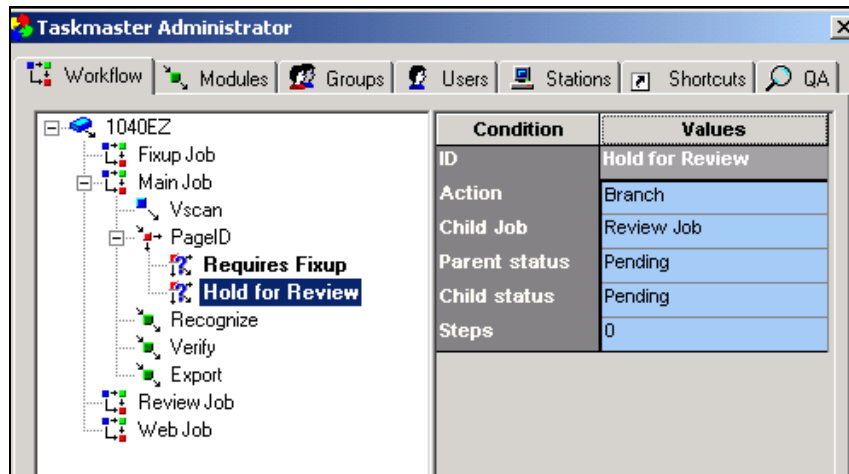 Taskmaster Administrator
Workflow Modules Groups Users Stations Shortcuts QA
1040EZ
Fixup Job
Main Job
Vscan
PageID
Requires Fixup
Hold for Review
Recognize
Verify
Export
Review Job
Web Job
Condition Values
ID Hold for Review
Action Branch
Child Job Review Job
Parent status Pending
Child status Pending
Steps 0